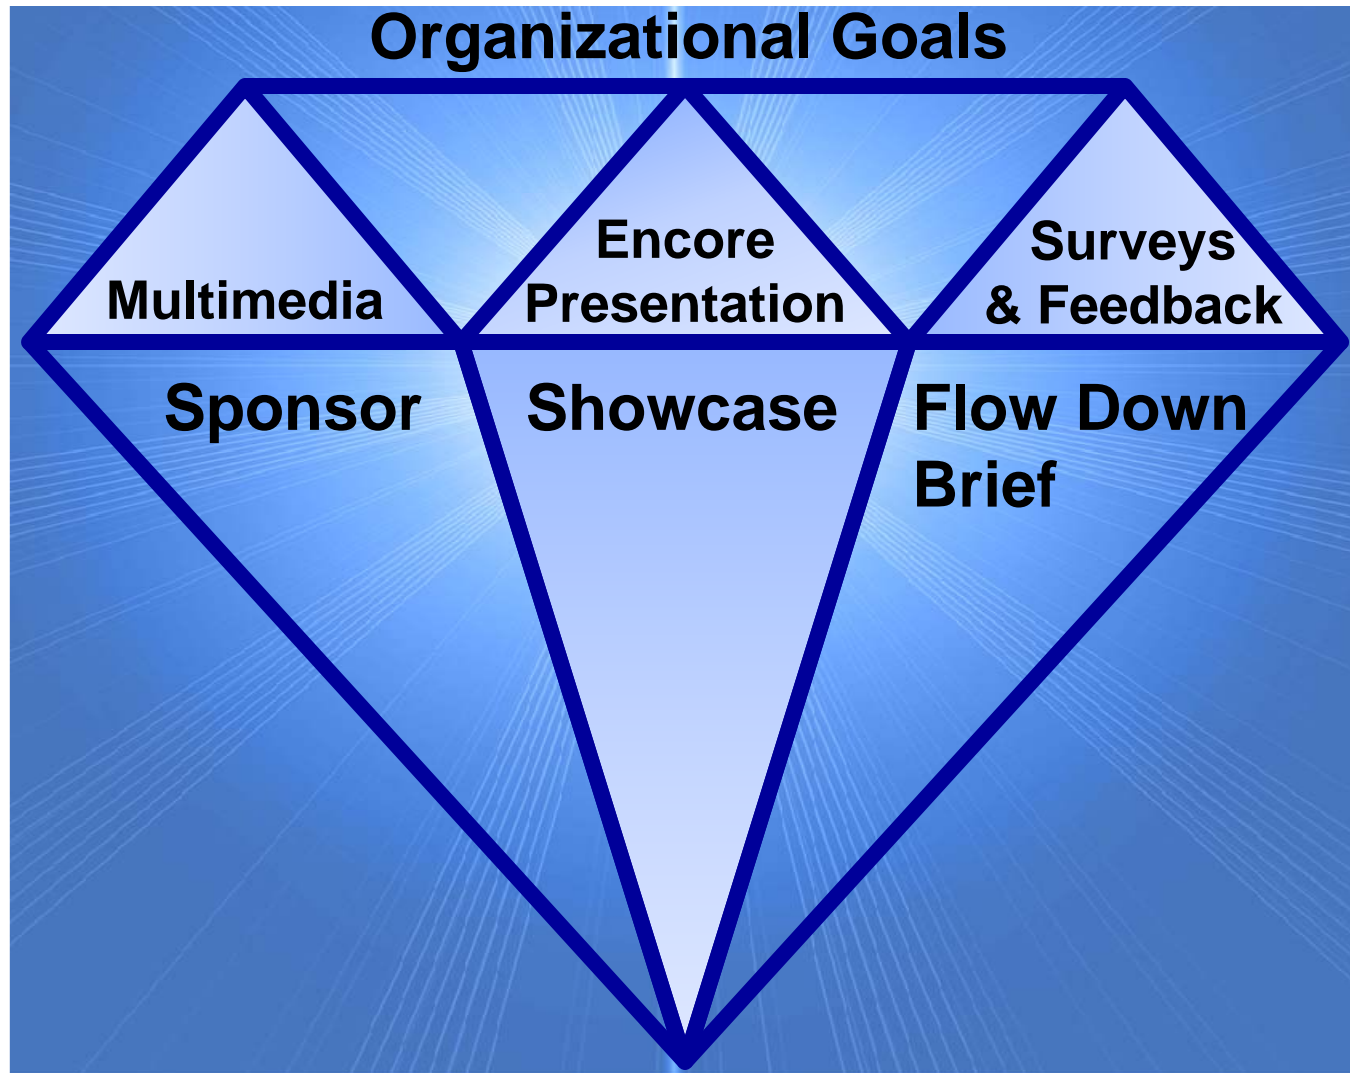 Organizational Goals
Multimedia
Encore
Presentation
Surveys
& Feedback
Sponsor
Showcase
Flow Down
Brief